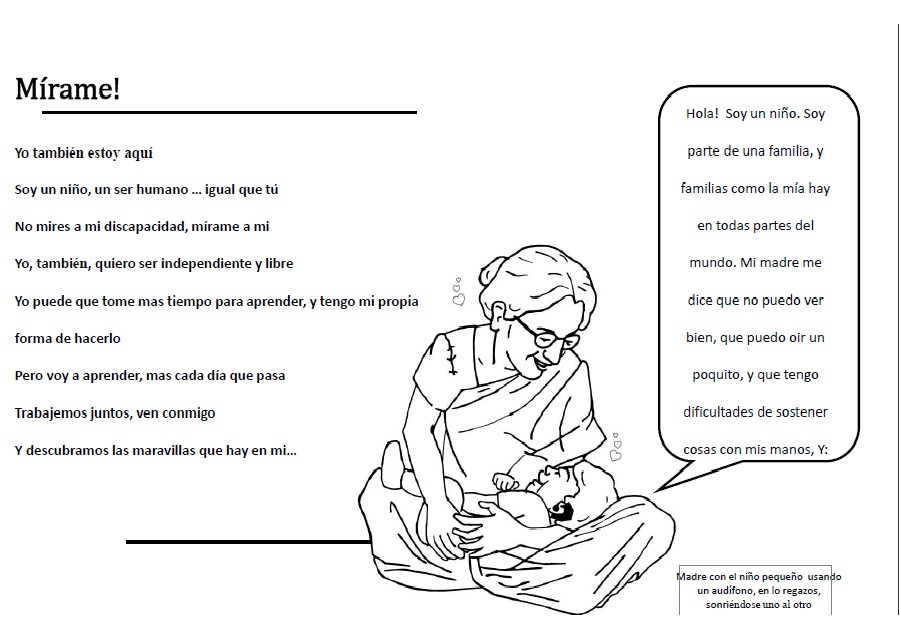 Mírame!
Yo también estoy aquí
Soy un niño, un ser humano ... igual que tú
No mires a mi discapacidad, mírame a mi
Yo, también, quiero ser independiente y libre
Yo puede que tome mas tiempo para aprender, y tengo mi propia
forma de hacerlo
Pero voy a aprender, mas cada día que pasa
Trabajemos juntos, ven conmigo
Y descubramos las maravillas que hay en mi...
Hola! Soy un niño. Soy
parte de una familia, y
familias como la mía hay
en todas partes del
mundo. Mi madre me
dice que no puedo ver
bien, que puedo oir un
poquito, y que tengo
dificultades de sostener
cosas con mis manos, Y:
Madre con el niño pequeño usando
un audífono, en lo regazos,
sonriéndose uno al otro